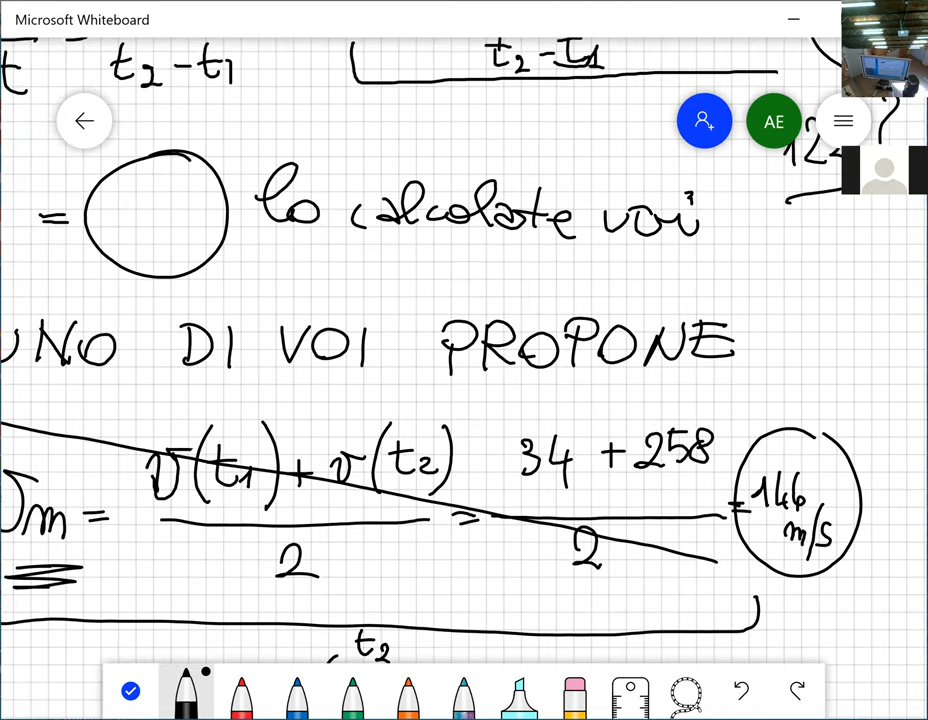 Microsoft Whiteboard
t = t2 - t1 t2 - t1
AE
12 ?
= lo calcolate voi
UNO DI VOI PROPONE
vm = v(t1) + v(t2) / 2 = 34 + 258 / 2 = 146 m/s
t2